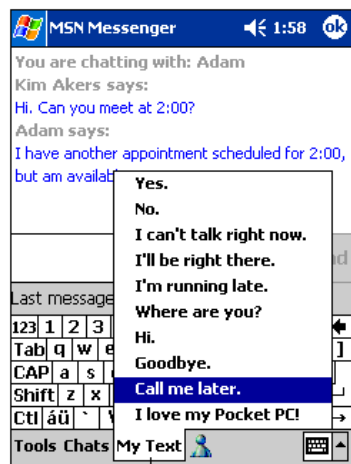 MSN Messenger 1:58 ok
You are chatting with: Adam
Kim Akers says:
Hi. Can you meet at 2:00?
Adam says:
I have another appointment scheduled for 2:00,
but am
Yes.
No.
I can't talk right now.
I'll be right there.
I'm running late.
Where are you?
Hi.
Goodbye.
Call me later.
I love my Pocket PC!
Last message
123 1 2 3
Tab q w e ]
CAP a s
Shift z x
Ctl áü `
Tools Chats My Text